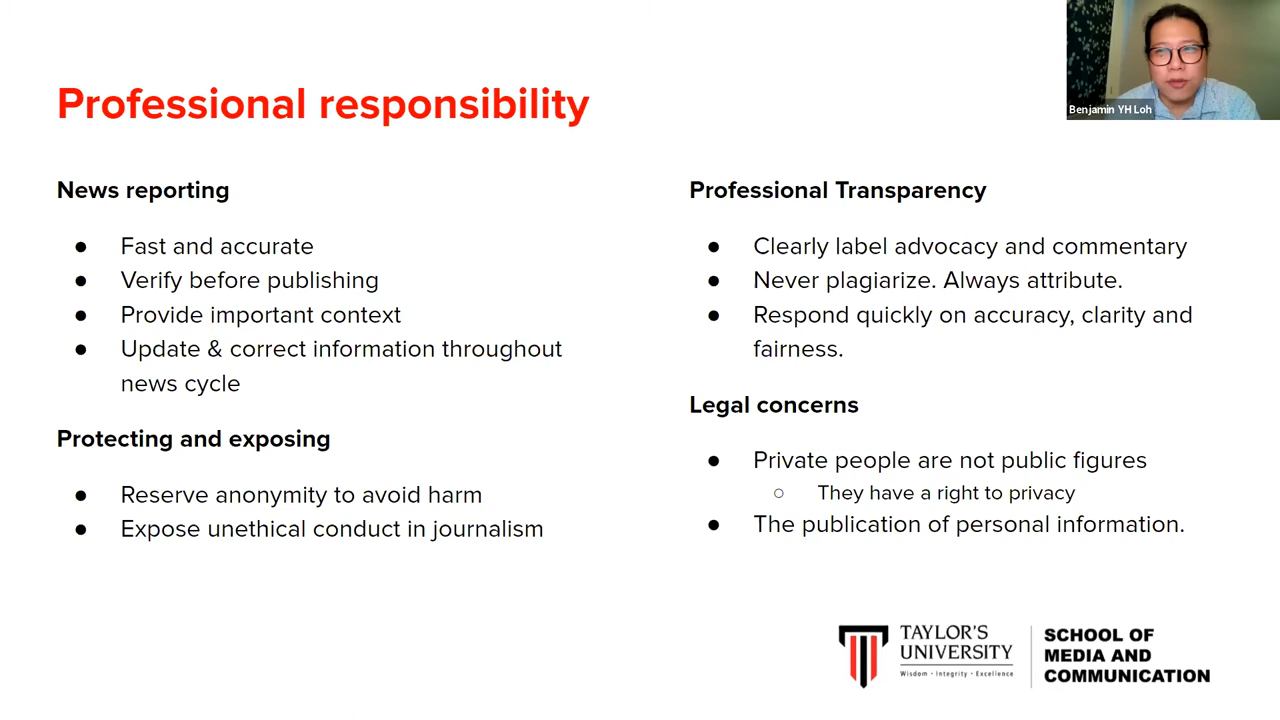 Professional responsibility
Benjamin YH Loh
News reporting
● Fast and accurate
● Verify before publishing
● Provide important context
● Update & correct information throughout
news cycle
Protecting and exposing
● Reserve anonymity to avoid harm
● Expose unethical conduct in journalism
Professional Transparency
● Clearly label advocacy and commentary
● Never plagiarize. Always attribute.
● Respond quickly on accuracy, clarity and
fairness.
Legal concerns
● Private people are not public figures
○ They have a right to privacy
● The publication of personal information.
TAYLOR'S
UNIVERSITY
Wisdom • Integrity • Excellence
SCHOOL OF
MEDIA AND
COMMUNICATION